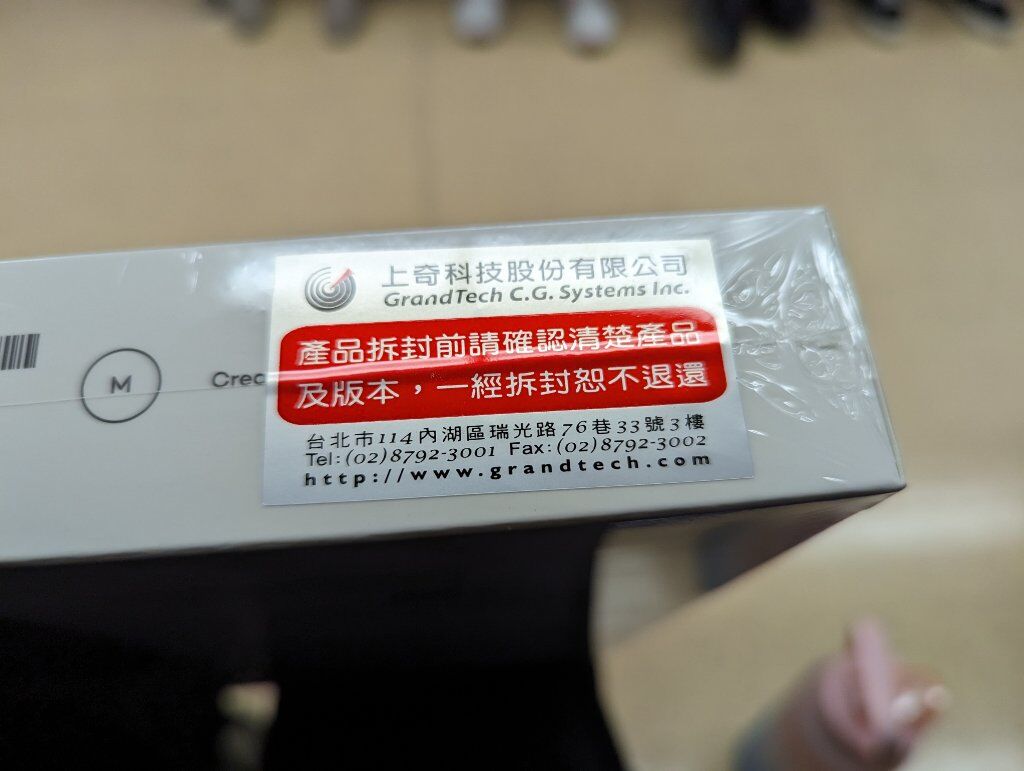 上奇科技股份有限公司
GrandTech C.G. Systems Inc.
產品拆封前請確認清楚產品
及版本，一經拆封恕不退還
台北市114內湖區瑞光路76巷33號3樓
Tel:(02)8792-3001 Fax:(02)8792-3002
http://www.grandtech.com
M
Crec